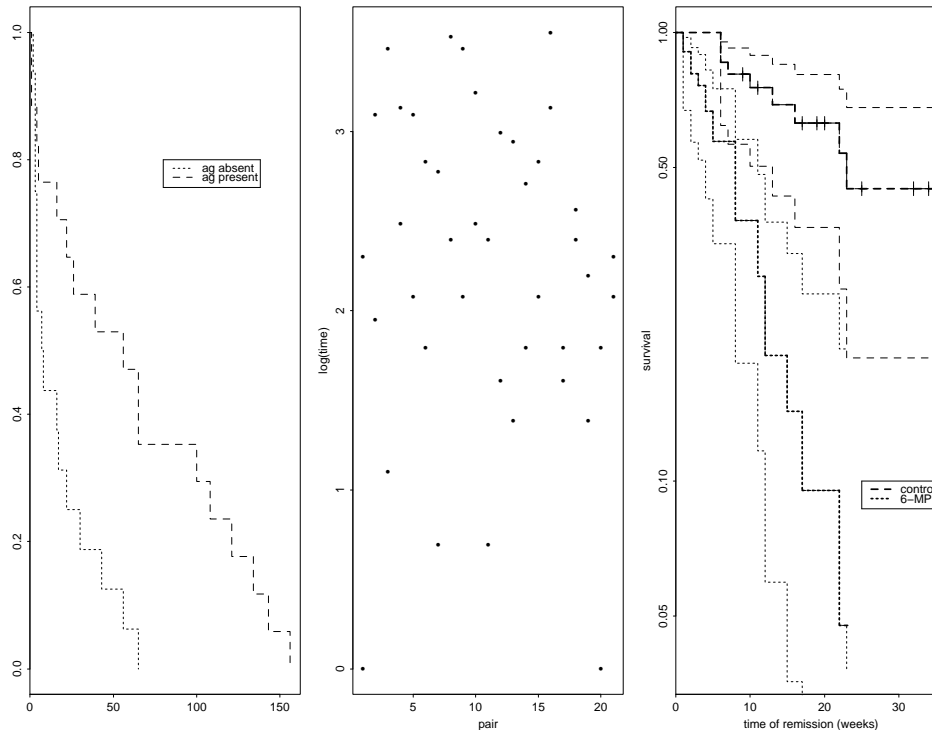 0.0 0.2 0.4 0.6 0.8 1.0
0 50 100 150
ag absent
ag present
log(time)
0 1 2 3
5 10 15 20
pair
survival
0.05 0.10 0.50 1.00
0 10 20 30
time of remission (weeks)
contro
6−MP